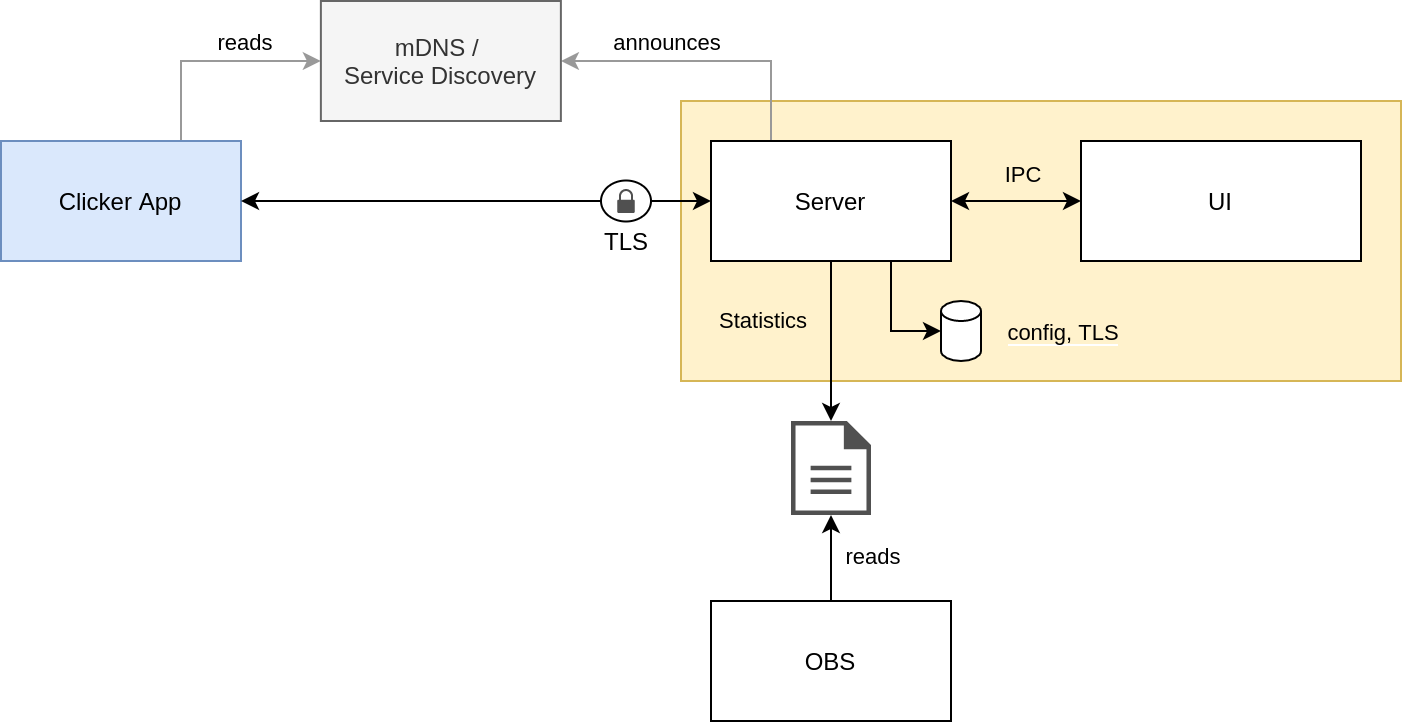 reads
mDNS /
Service Discovery
announces
Clicker App
TLS
Server
IPC
UI
Statistics
config, TLS
reads
OBS